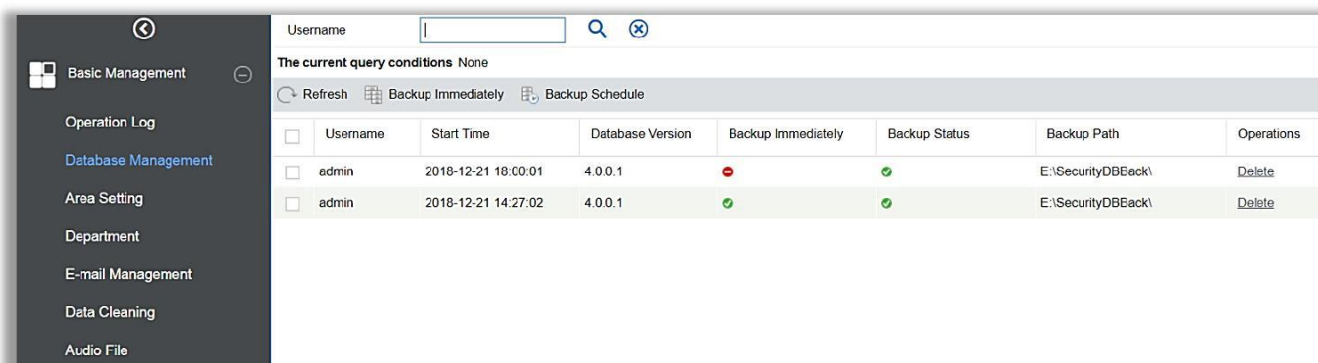 Username
Basic Management
The current query conditions None
Refresh Backup Immediately Backup Schedule
Operation Log
Username Start Time Database Version Backup Immediately Backup Status Backup Path Operations
Database Management
admin 2018-12-21 18:00:01 4.0.0.1 E:\SecurityDBBack\ Delete
Area Setting
admin 2018-12-21 14:27:02 4.0.0.1 E:\SecurityDBBack\ Delete
Department
E-mail Management
Data Cleaning
Audio File